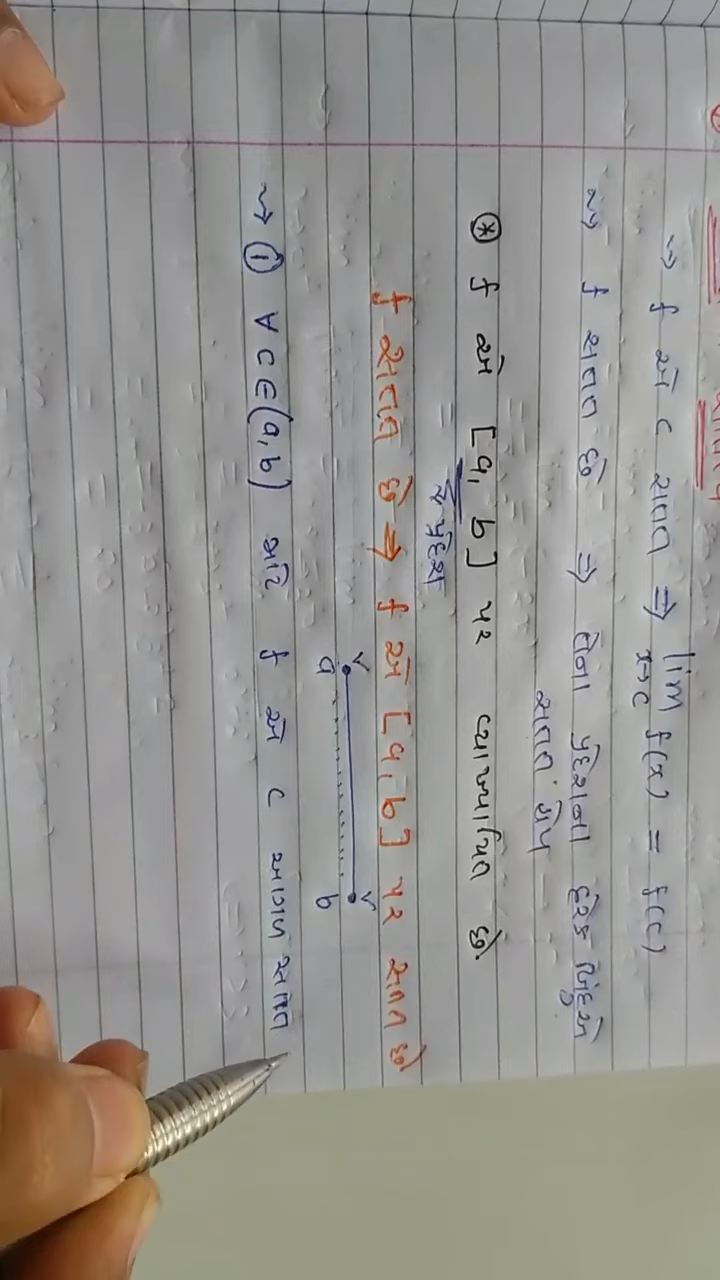 → f એ c સતત ⇒ lim x→c f(x) = f(c)
→ f સતત છે ⇒ તેના પ્રદેશના દરેક બિંદુએ
સતત હોય
⊛ f એ [a, b] પર વ્યાખ્યાયિત છે.
પ્રદેશ
f સતત છે ⇒ f એ [a, b] પર સતત છે
a b
→ ① ∀ c ∈ (a, b) માટે f એ c આગળ સતત